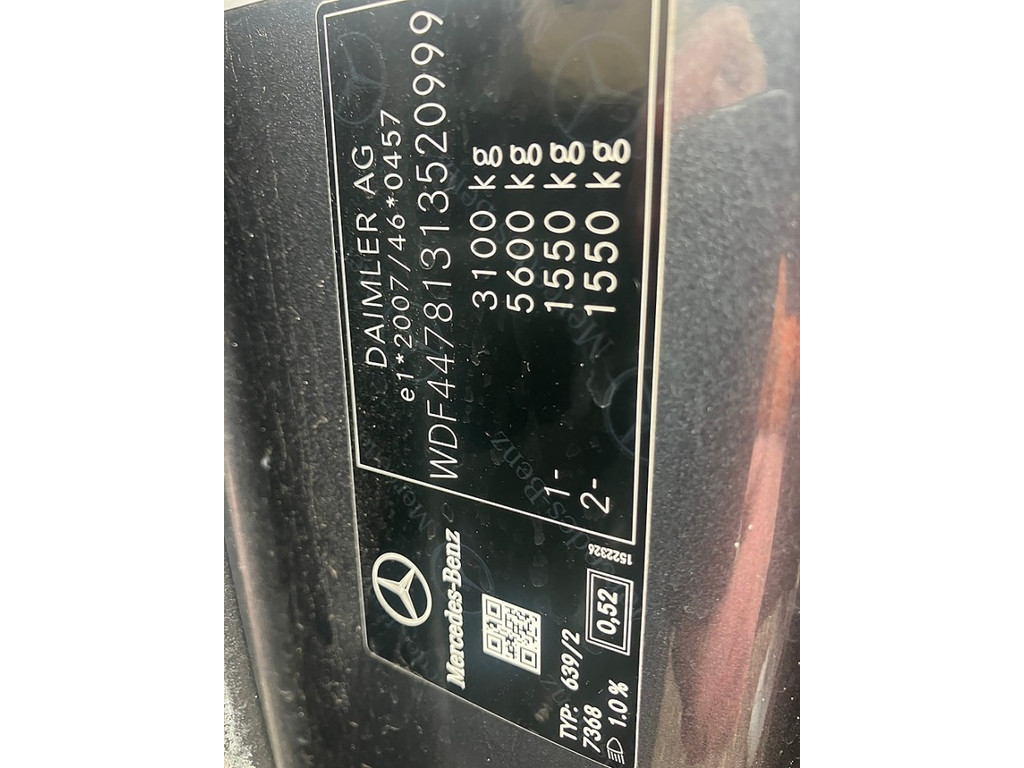 DAIMLER AG
e1*2007/46*0457
WDF44781313520999
3100 kg
5600 kg
1- 1550 kg
2- 1550 kg
Mercedes-Benz
TYP: 639/2
7368
0,52
1.0 %
1522326